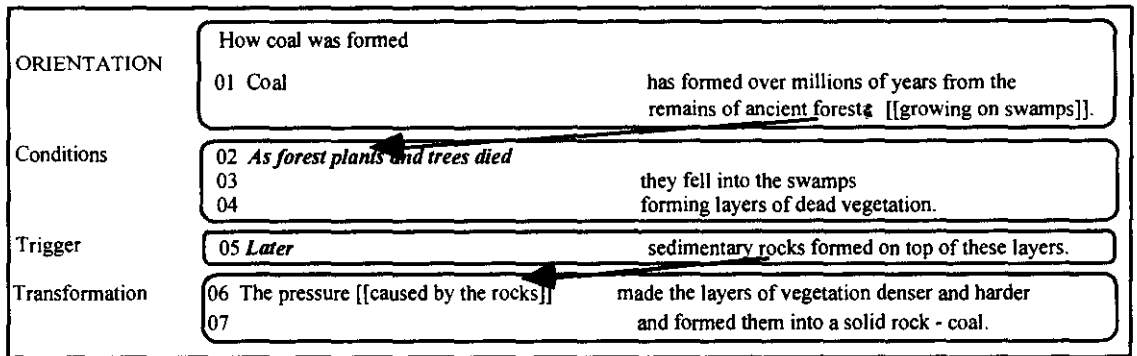 How coal was formed
ORIENTATION
01 Coal has formed over millions of years from the
remains of ancient forests [[growing on swamps]].
Conditions 02 As forest plants and trees died
03 they fell into the swamps
04 forming layers of dead vegetation.
Trigger 05 Later sedimentary rocks formed on top of these layers.
Transformation 06 The pressure [[caused by the rocks]] made the layers of vegetation denser and harder
07 and formed them into a solid rock - coal.